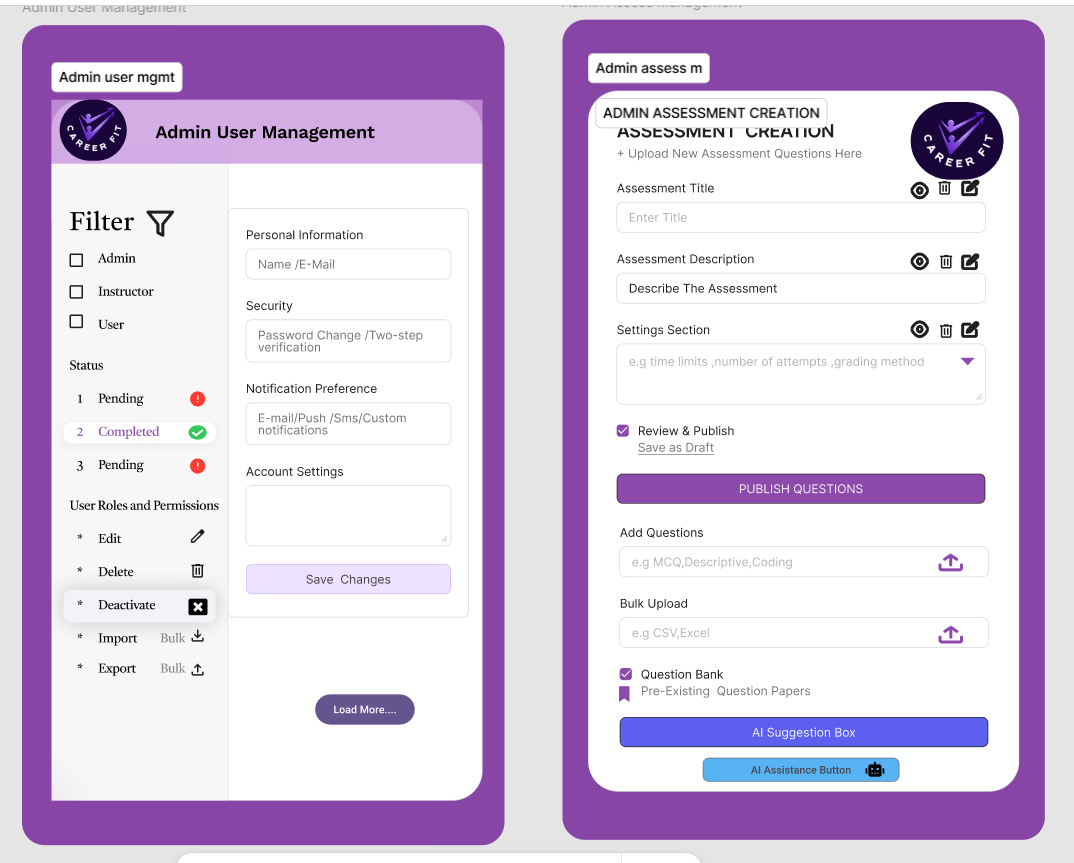 Admin User Management
Admin Assess Management
Admin user mgmt
CAREER FIT
Admin User Management
Filter
Admin
Instructor
User
Status
1 Pending
2 Completed
3 Pending
User Roles and Permissions
* Edit
* Delete
* Deactivate
* Import Bulk
* Export Bulk
Personal Information
Name /E-Mail
Security
Password Change /Two-step
verification
Notification Preference
E-mail/Push /Sms/Custom
notifications
Account Settings
Save Changes
Load More....
Admin assess m
ADMIN ASSESSMENT CREATION
ASSESSMENT CREATION
CAREER FIT
+ Upload New Assessment Questions Here
Assessment Title
Enter Title
Assessment Description
Describe The Assessment
Settings Section
e.g time limits ,number of attempts ,grading method
Review & Publish
Save as Draft
PUBLISH QUESTIONS
Add Questions
e.g MCQ,Descriptive,Coding
Bulk Upload
e.g CSV,Excel
Question Bank
Pre-Existing Question Papers
AI Suggestion Box
AI Assistance Button